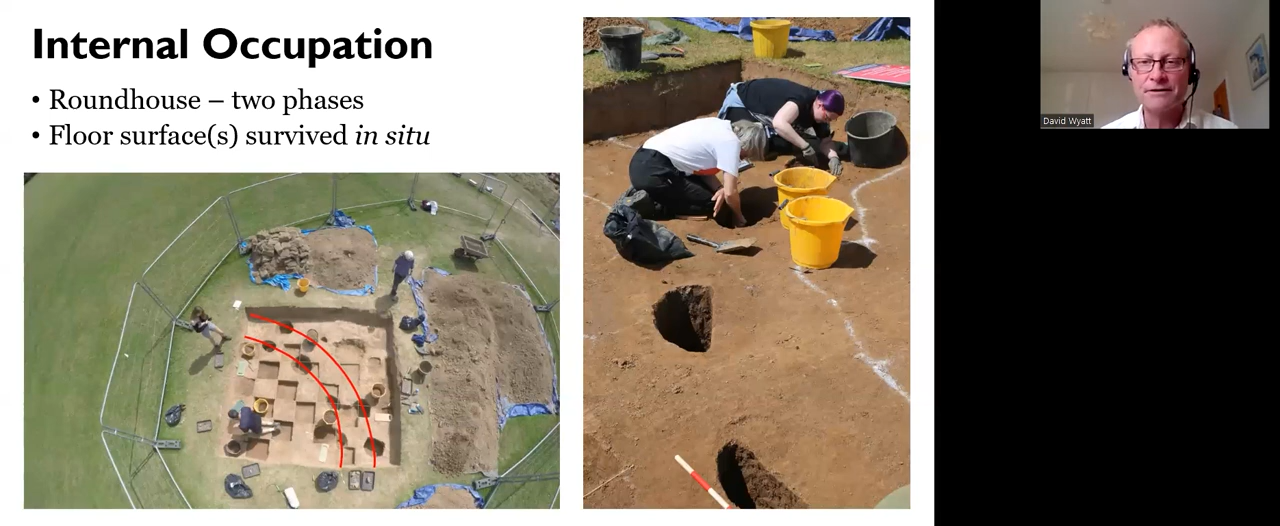 Internal Occupation
• Roundhouse – two phases
• Floor surface(s) survived in situ
David Wyatt